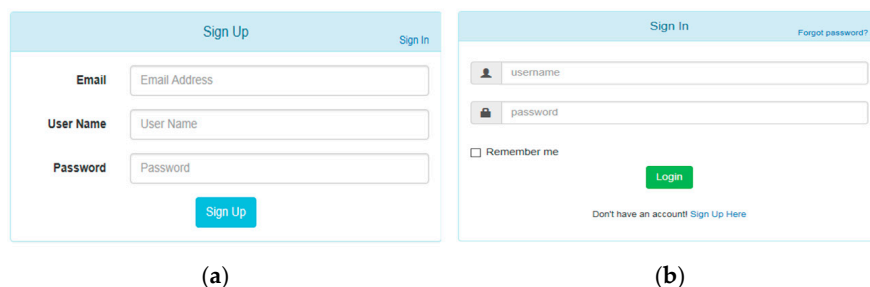 Sign Up
Sign In
Email
Email Address
User Name
User Name
Password
Password
Sign Up
(a)
Sign In
Forgot password?
username
password
Remember me
Login
Don't have an account! Sign Up Here
(b)